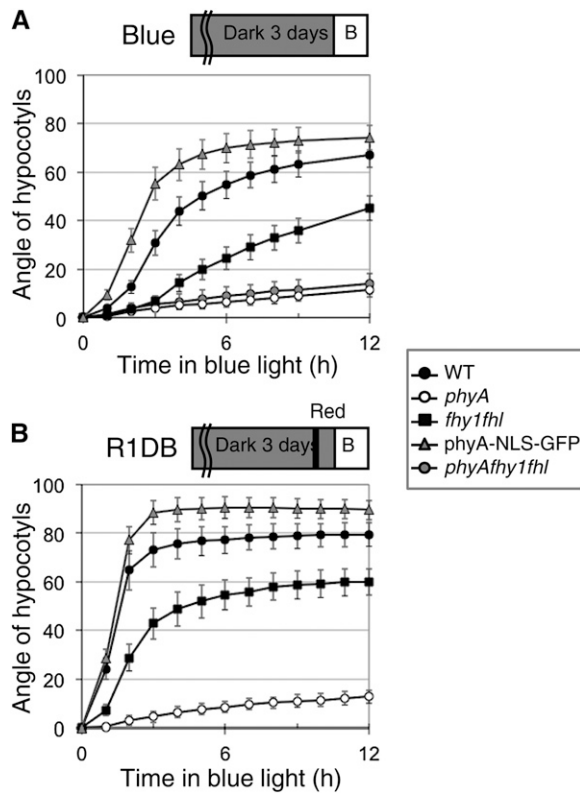 A
Blue
Dark 3 days
B
100
80
60
40
20
0
Angle of hypocotyls
0
6
12
Time in blue light (h)
WT
phyA
fhy1fhl
phyA-NLS-GFP
phyAfhy1fhl
B
R1DB
Red
Dark 3 days
B
100
80
60
40
20
0
Angle of hypocotyls
0
6
12
Time in blue light (h)